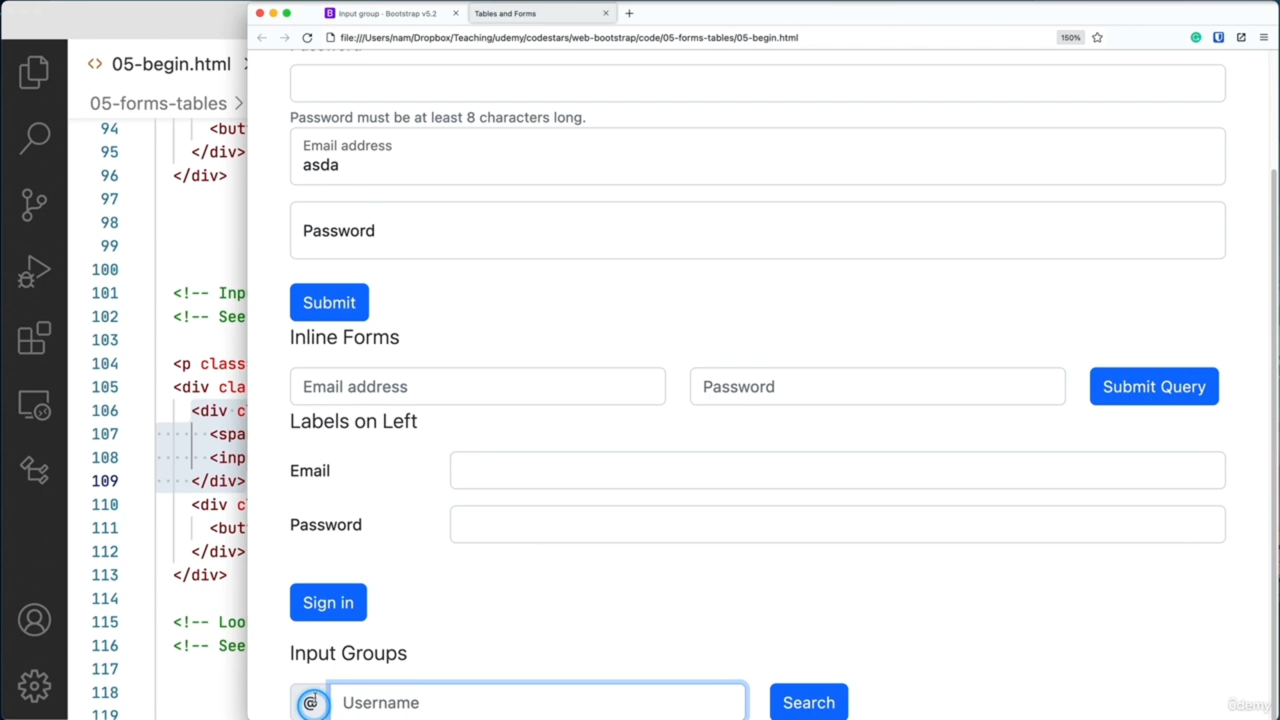 Input group · Bootstrap v5.2
Tables and Forms
file:///Users/nam/Dropbox/Teaching/udemy/codestars/web-bootstrap/code/05-forms-tables/05-begin.html
150%
<> 05-begin.html
05-forms-tables >
94 <but
95 </div>
96 </div>
97
98
99
100
101 <!-- Inp
102 <!-- See
103
104 <p class
105 <div cla
106 <div c
107 <spa
108 <inp
109 </div>
110 <div c
111 <but
112 </div>
113 </div>
114
115 <!-- Loo
116 <!-- See
117
118
119
Password must be at least 8 characters long.
Email address
asda
Password
Submit
Inline Forms
Email address
Password
Submit Query
Labels on Left
Email
Password
Sign in
Input Groups
@
Username
Search
ûdemy